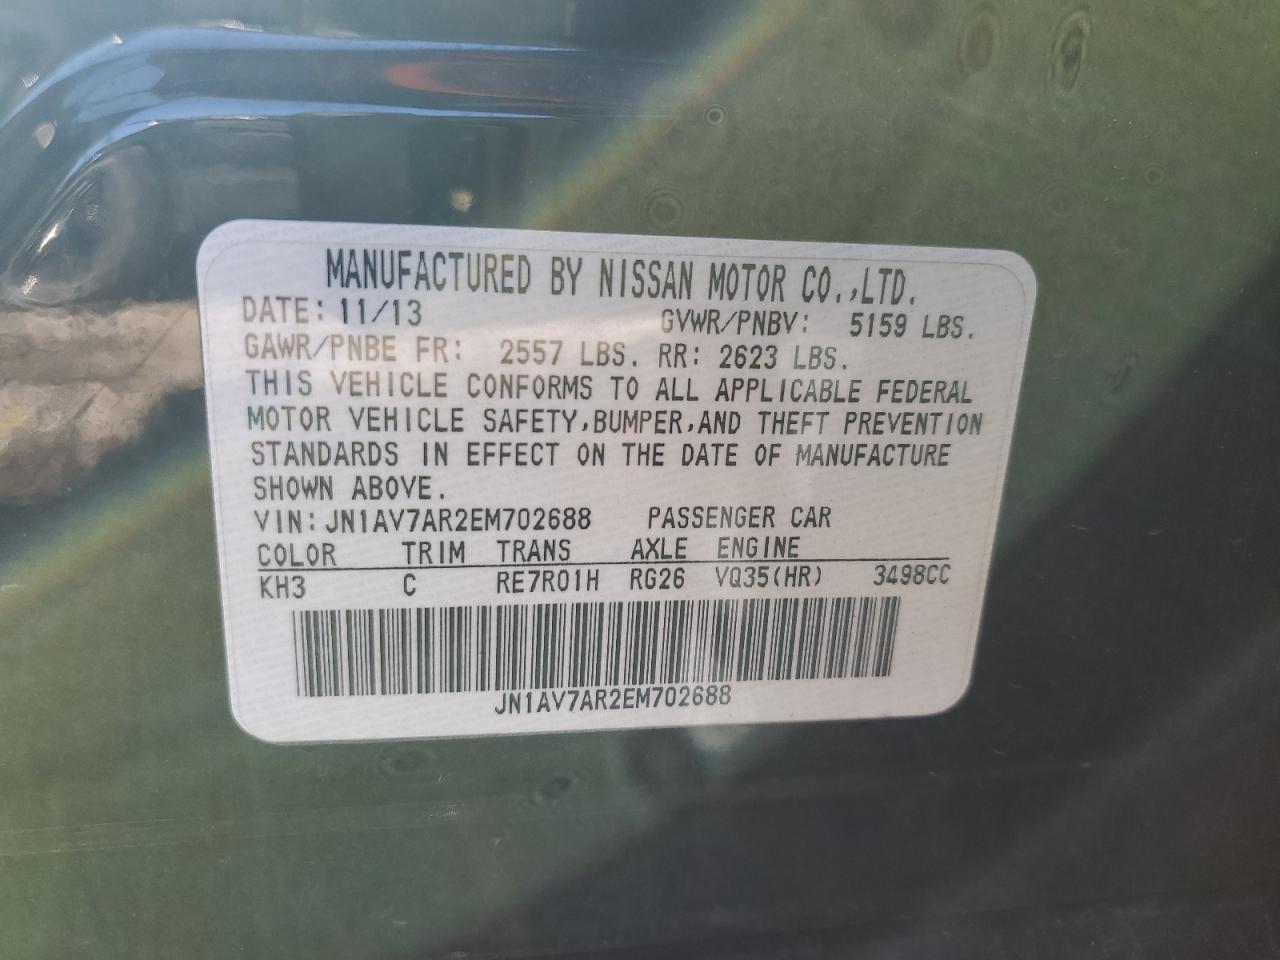 MANUFACTURED BY NISSAN MOTOR CO.,LTD.
DATE: 11/13 GVWR/PNBV: 5159 LBS.
GAWR/PNBE FR: 2557 LBS. RR: 2623 LBS.
THIS VEHICLE CONFORMS TO ALL APPLICABLE FEDERAL
MOTOR VEHICLE SAFETY,BUMPER,AND THEFT PREVENTION
STANDARDS IN EFFECT ON THE DATE OF MANUFACTURE
SHOWN ABOVE.
VIN:JN1AV7AR2EM702688 PASSENGER CAR
COLOR TRIM TRANS AXLE ENGINE
KH3 C RE7R01H RG26 VQ35(HR) 3498CC
JN1AV7AR2EM702688